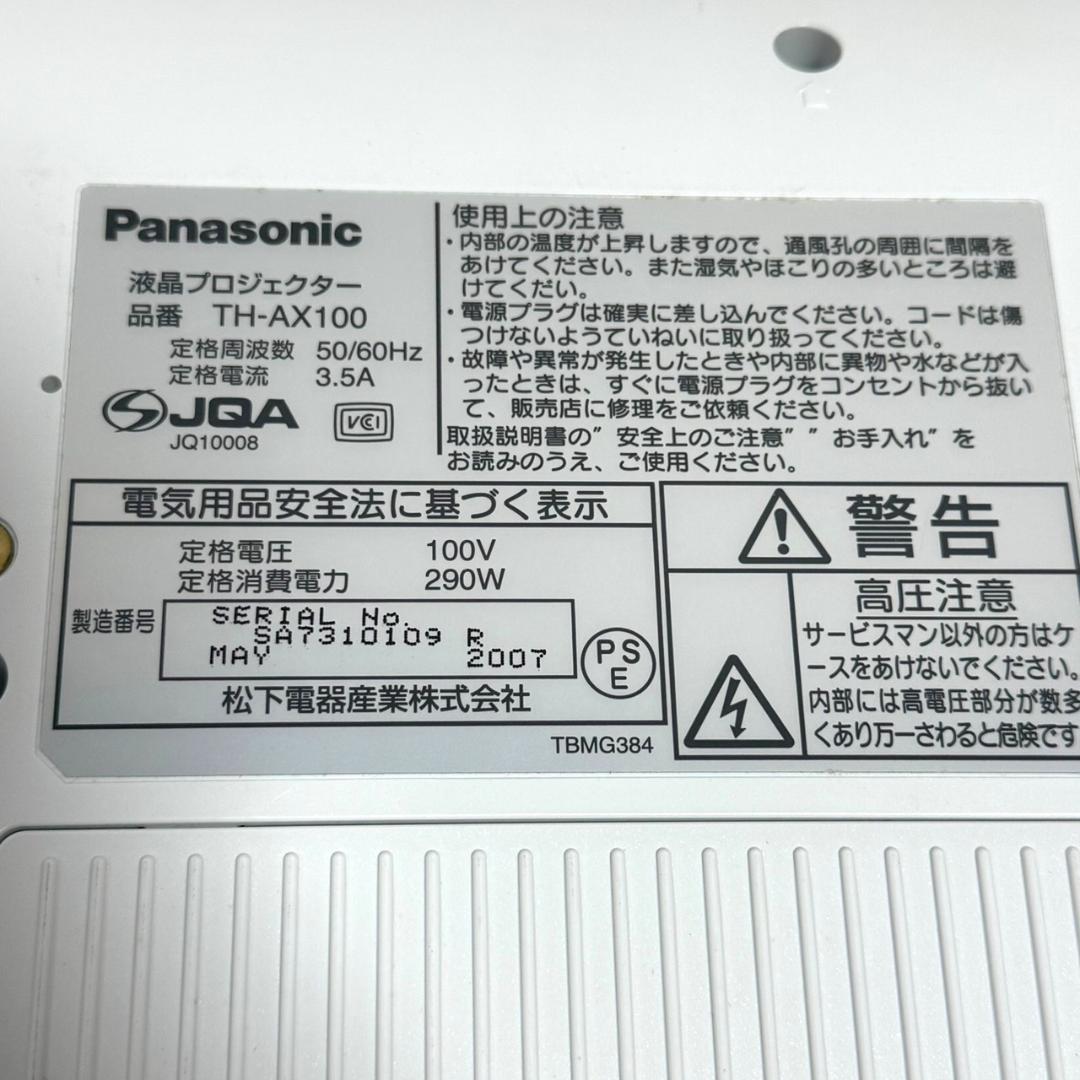 Panasonic
液晶プロジェクター
品番 TH-AX100
定格周波数 50/60Hz
定格電流 3.5A
JQA
JQ10008
VCI
使用上の注意
・内部の温度が上昇しますので、通風孔の周囲に間隔を
あけてください。また湿気やほこりの多いところは避
けてくだい。
・電源プラグは確実に差し込んでください。コードは傷
つけないようていねいに取り扱ってください。
・故障や異常が発生したときや内部に異物や水などが入
ったときは、すぐに電源プラグをコンセントから抜い
て、販売店に修理をご依頼ください。
取扱説明書の”安全上のご注意””お手入れ”を
お読みのうえ、ご使用ください。
電気用品安全法に基づく表示
定格電圧 100V
定格消費電力 290W
製造番号
SERIAL No.
SA7310109 R
MAY 2007
PS
E
松下電器産業株式会社
TBMG384
警告
高圧注意
サービスマン以外の方はケ
ースをあけないでください。
内部には高電圧部分が数多
くあり万一さわると危険です